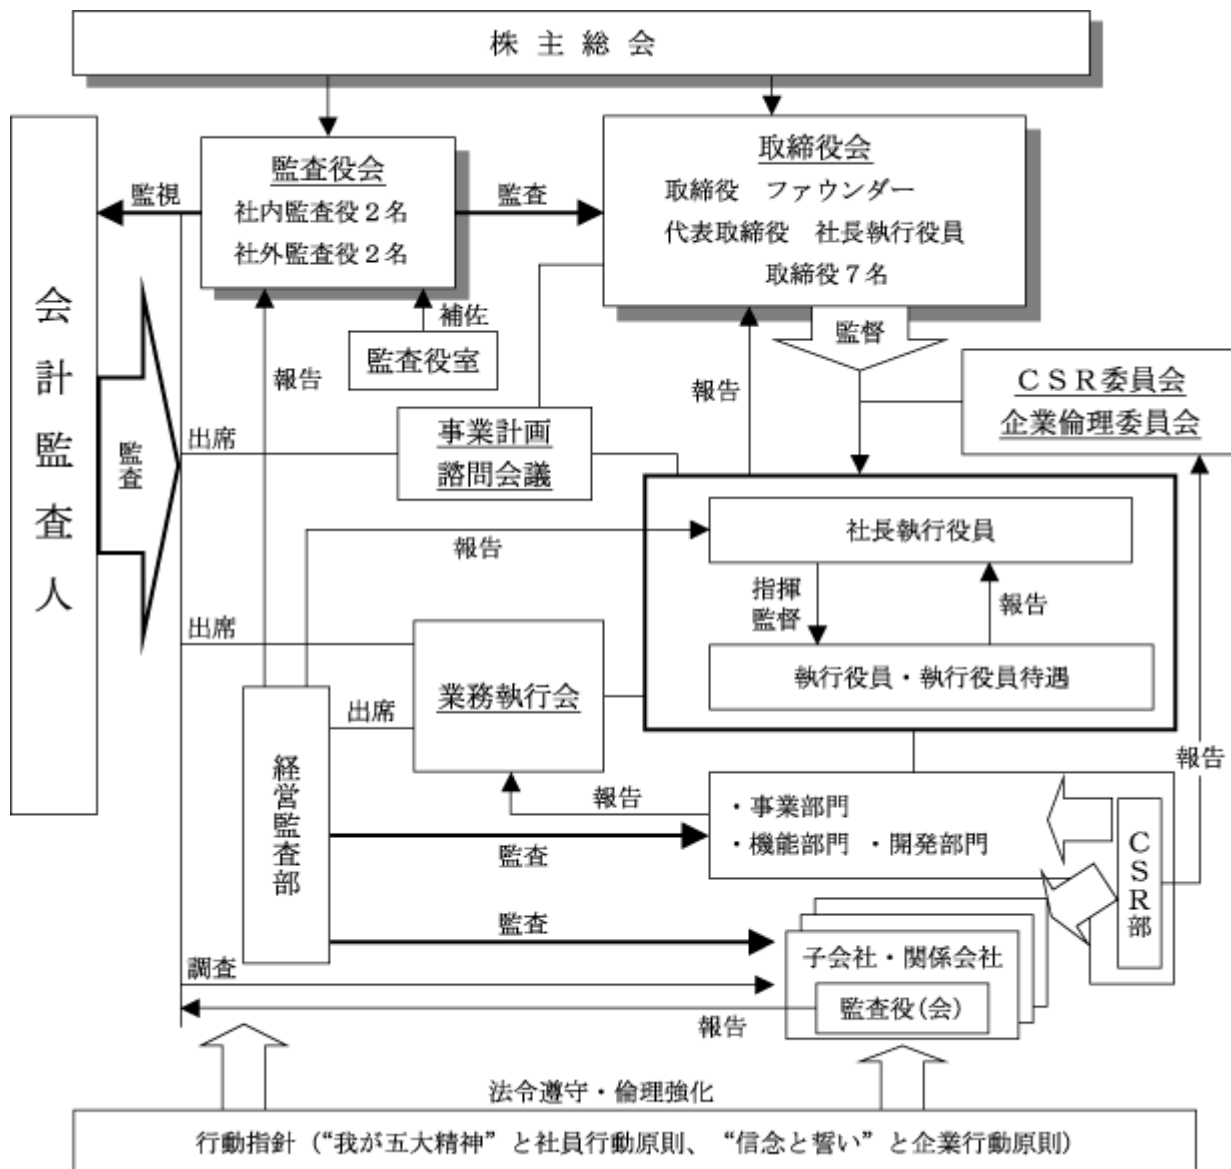 株主総会
監査役会
社内監査役２名
社外監査役２名
取締役会
取締役　ファウンダー
代表取締役　社長執行役員
取締役７名
監視
監査
会計監査人
監査
補佐
監査役室
報告
監督
報告
ＣＳＲ委員会
企業倫理委員会
出席
事業計画
諮問会議
報告
社長執行役員
指揮
監督
報告
執行役員・執行役員待遇
出席
業務執行会
出席
経営監査部
報告
・事業部門
・機能部門　・開発部門
監査
ＣＳＲ部
報告
監査
子会社・関係会社
監査役(会)
調査
報告
法令遵守・倫理強化
行動指針（“我が五大精神”と社員行動原則、“信念と誓い”と企業行動原則）